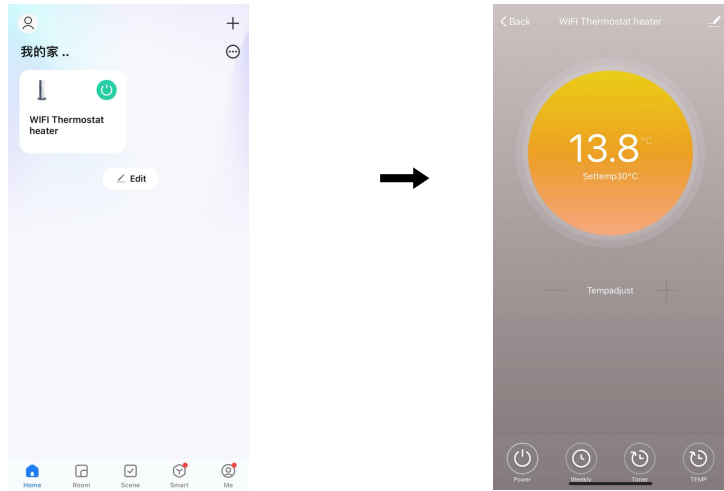 我的家 ..
WIFI Thermostat
heater
Edit
Home
Room
Scene
Smart
Me
Back
WIFI Thermostat heater
13.8°C
Settemp30°C
Tempadjust
Power
Weekly
Timer
TEMP